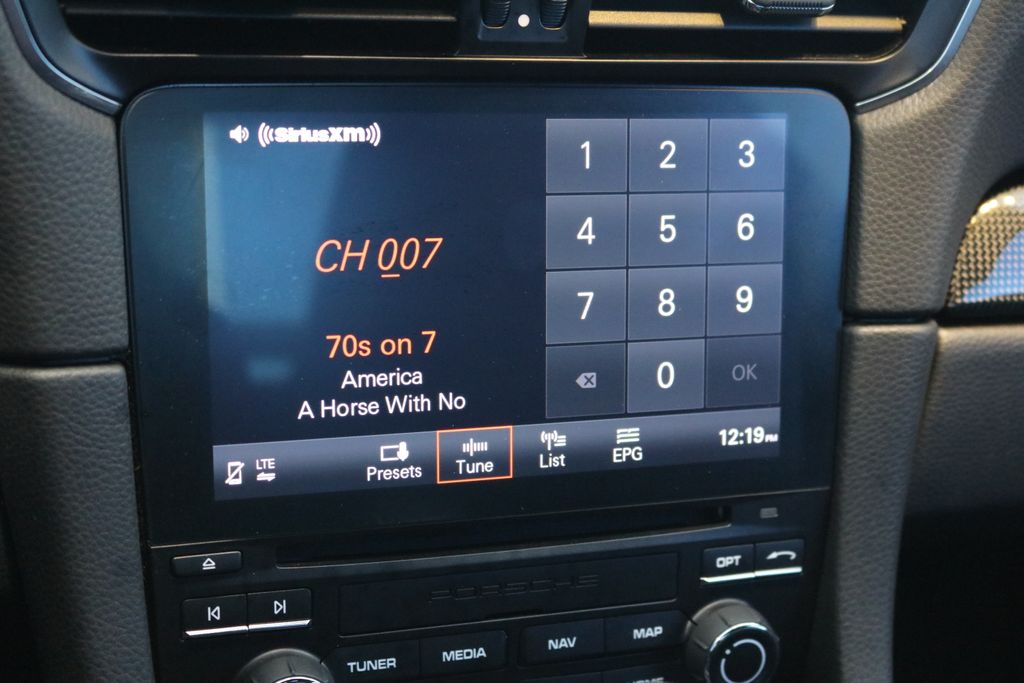 ((SiriusXM))
1 2 3
CH 007
4 5 6
7 8 9
70s on 7
America
A Horse With No
0 OK
LTE
Presets
Tune
List
EPG
12:19PM
OPT
PORSCHE
TUNER
MEDIA
NAV
MAP